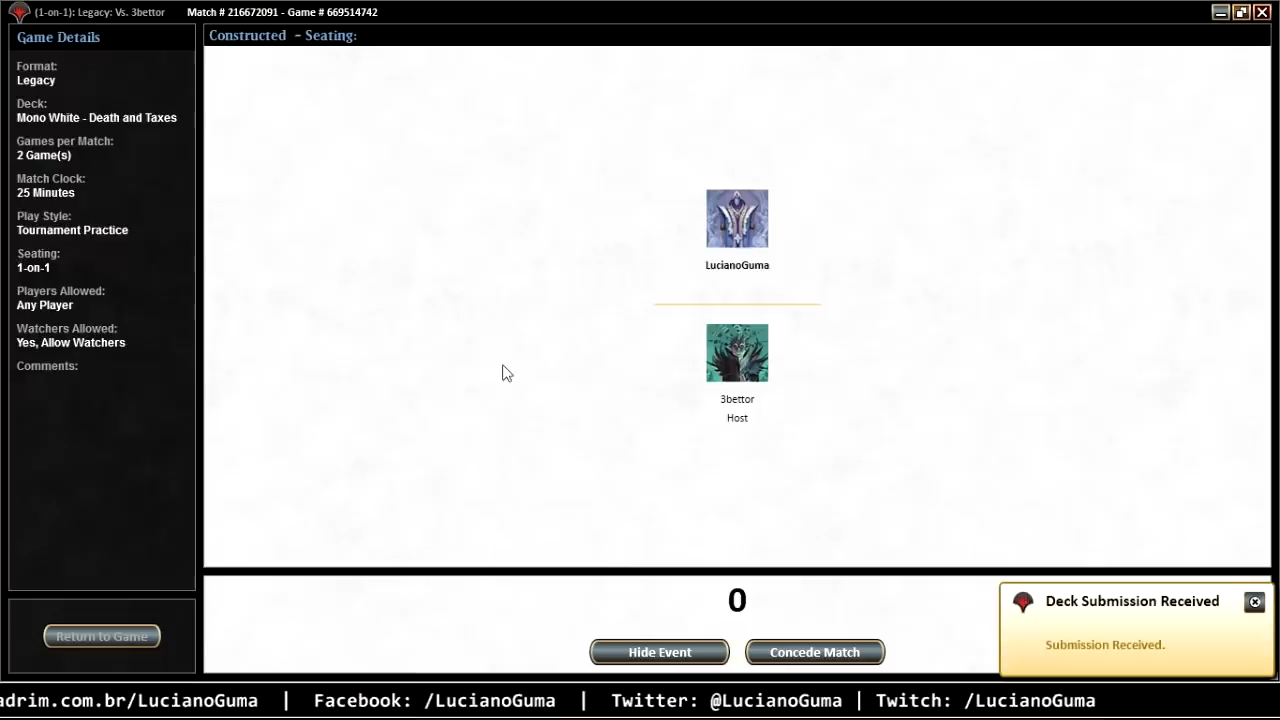 (1-on-1): Legacy: Vs. 3bettor
Match # 216672091 - Game # 669514742
Game Details
Format:
Legacy
Deck:
Mono White - Death and Taxes
Games per Match:
2 Game(s)
Match Clock:
25 Minutes
Play Style:
Tournament Practice
Seating:
1-on-1
Players Allowed:
Any Player
Watchers Allowed:
Yes, Allow Watchers
Comments:
Return to Game
Constructed - Seating:
LucianoGuma
3bettor
Host
0
Hide Event
Concede Match
Deck Submission Received
Submission Received.
adrim.com.br/LucianoGuma | Facebook: /LucianoGuma | Twitter: @LucianoGuma | Twitch: /LucianoGuma